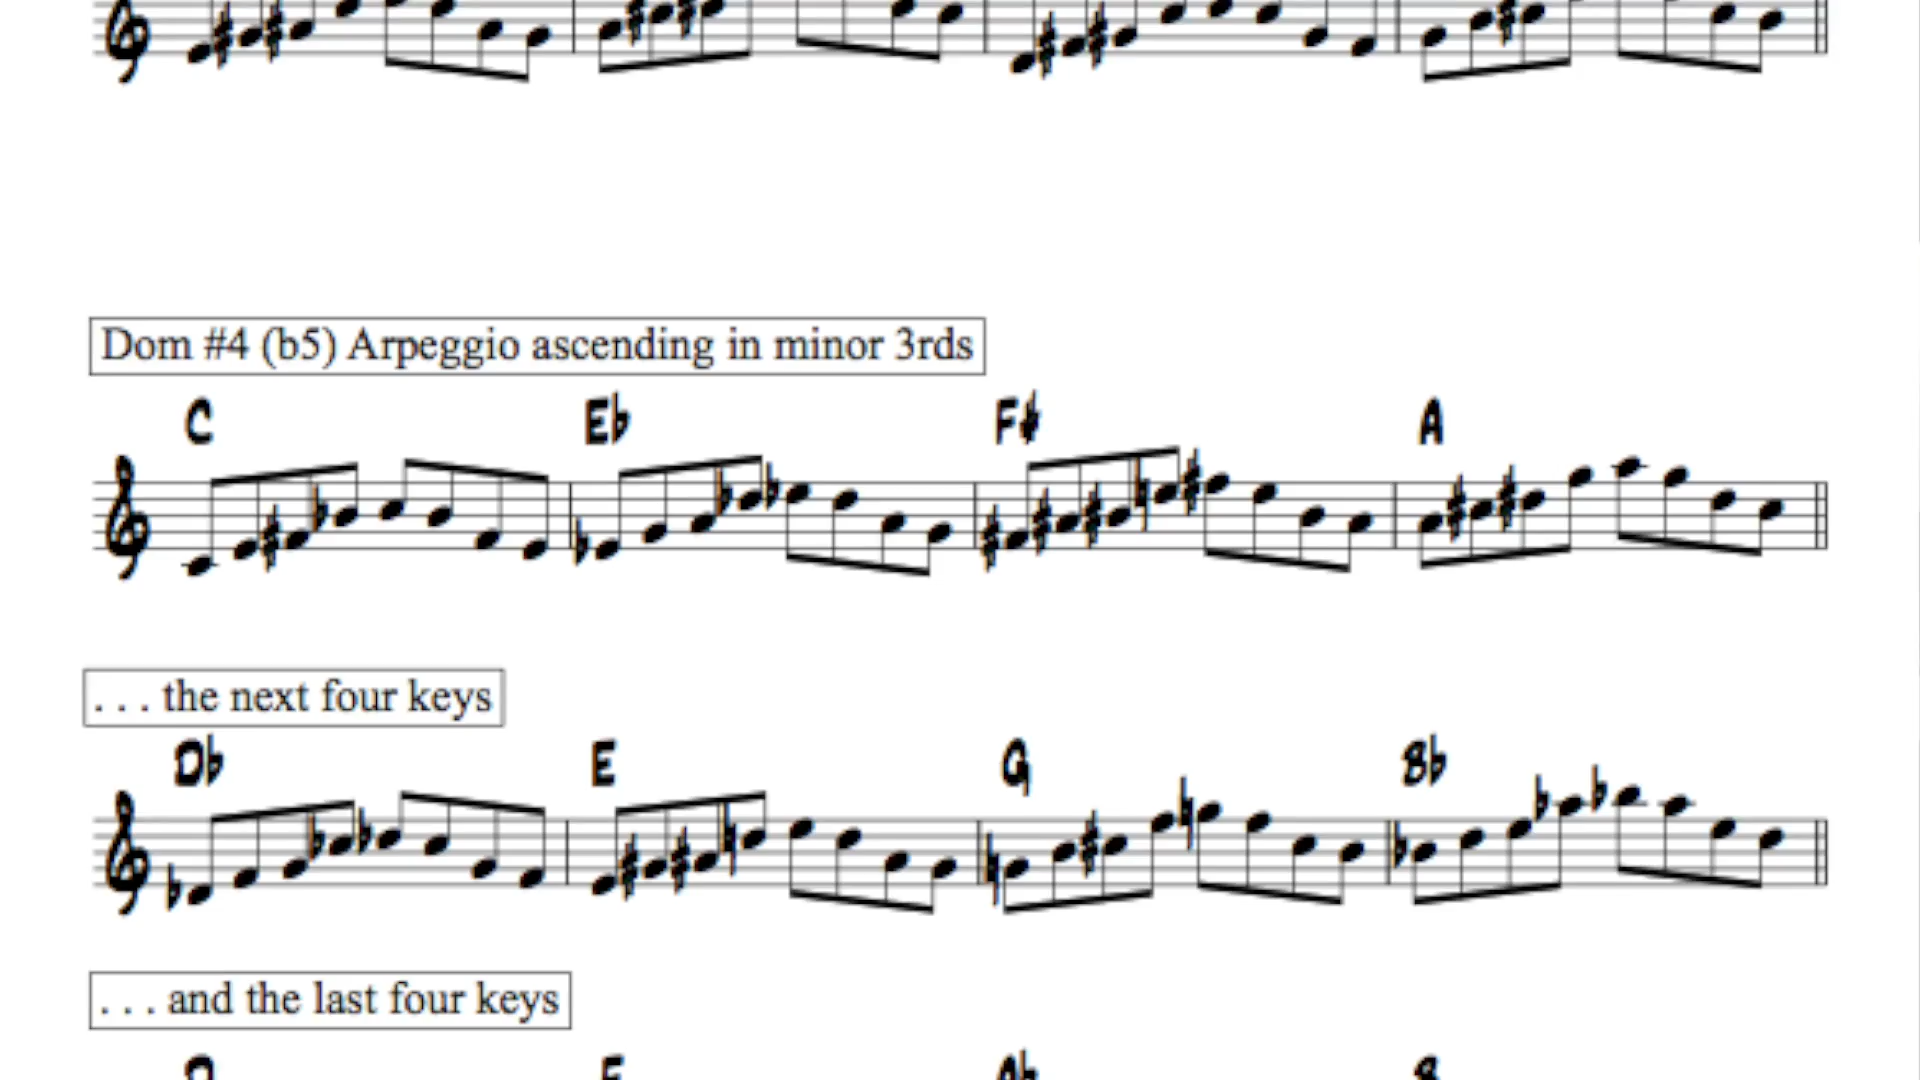 Dom #4 (b5) Arpeggio ascending in minor 3rds
C Eb F# A
. . . the next four keys
Db E G Bb
. . . and the last four keys